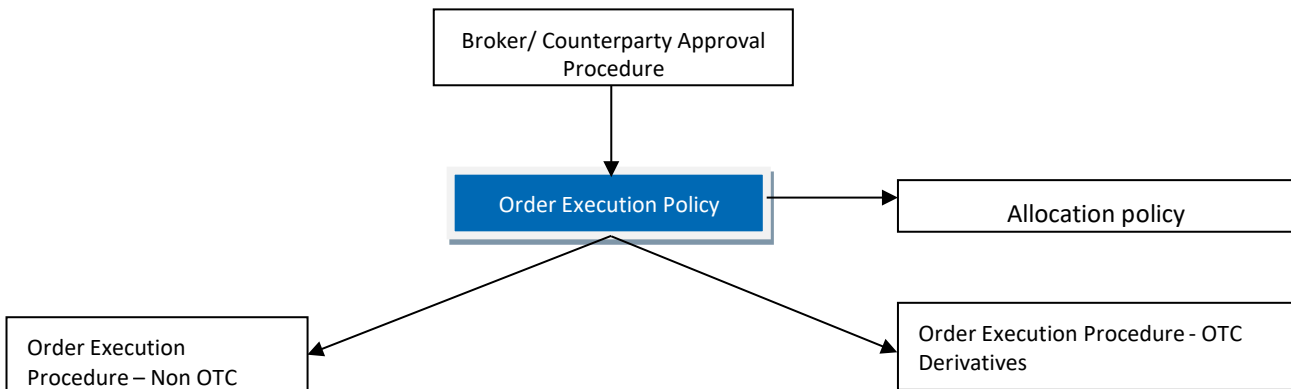 Broker/ Counterparty Approval
Procedure
Order Execution Policy
Allocation policy
Order Execution
Procedure – Non OTC
Order Execution Procedure - OTC
Derivatives